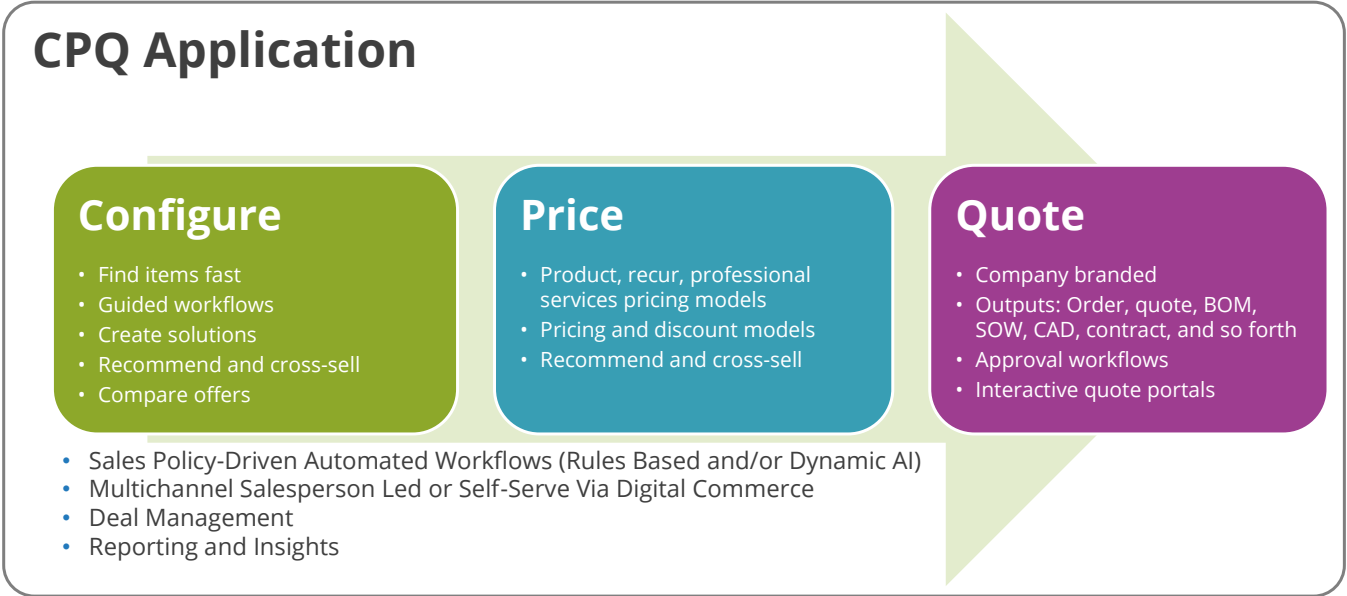 CPQ Application
Configure
• Find items fast
• Guided workflows
• Create solutions
• Recommend and cross-sell
• Compare offers
Price
• Product, recur, professional
services pricing models
• Pricing and discount models
• Recommend and cross-sell
Quote
• Company branded
• Outputs: Order, quote, BOM,
SOW, CAD, contract, and so forth
• Approval workflows
• Interactive quote portals
• Sales Policy-Driven Automated Workflows (Rules Based and/or Dynamic AI)
• Multichannel Salesperson Led or Self-Serve Via Digital Commerce
• Deal Management
• Reporting and Insights